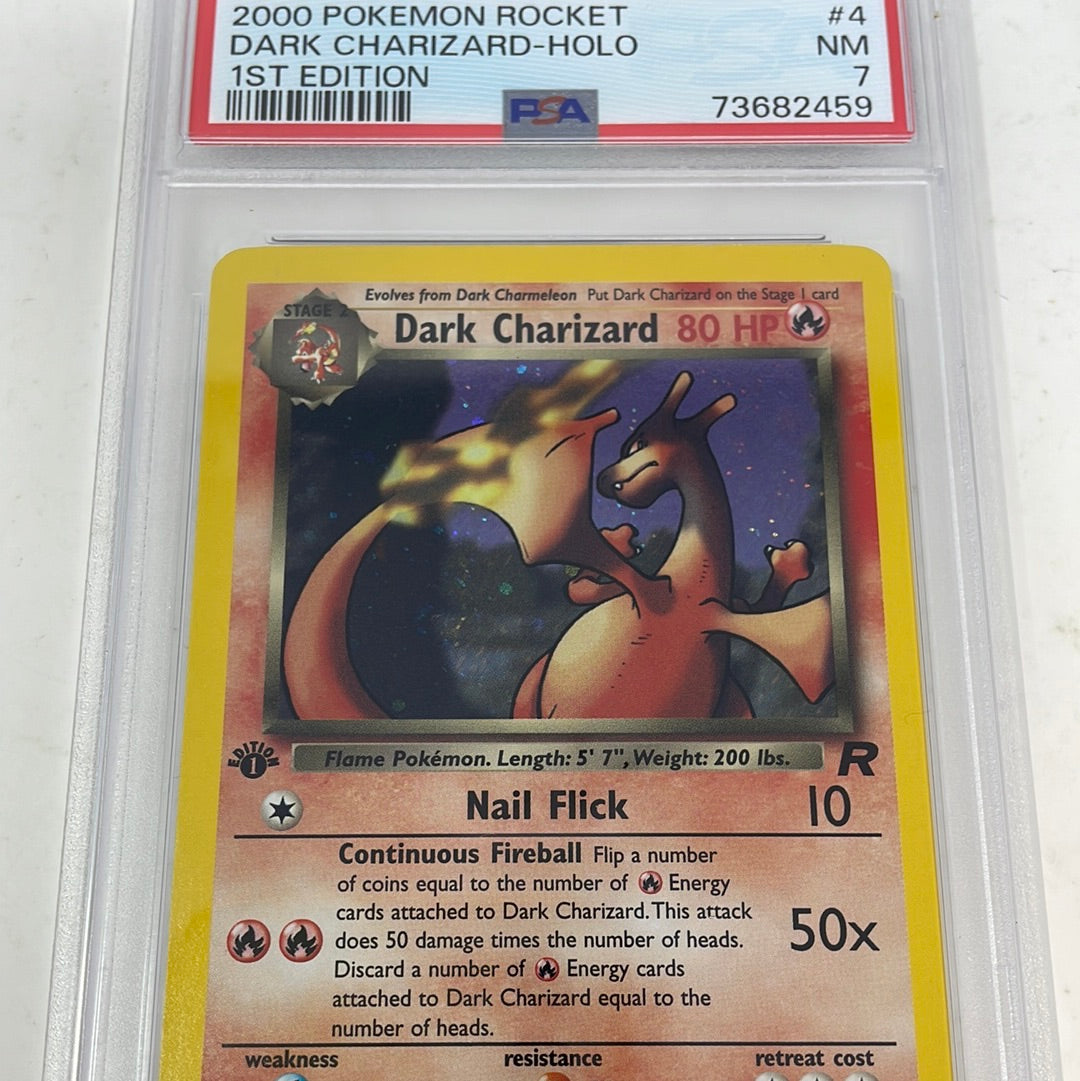 2000 POKEMON ROCKET #4
DARK CHARIZARD-HOLO NM
1ST EDITION 7
PSA 73682459
Evolves from Dark Charmeleon Put Dark Charizard on the Stage 1 card
STAGE 2
Dark Charizard 80 HP
EDITION
1
Flame Pokémon. Length: 5' 7", Weight: 200 lbs.
R
Nail Flick 10
Continuous Fireball Flip a number
of coins equal to the number of Energy
cards attached to Dark Charizard. This attack
does 50 damage times the number of heads. 50x
Discard a number of Energy cards
attached to Dark Charizard equal to the
number of heads.
weakness resistance retreat cost